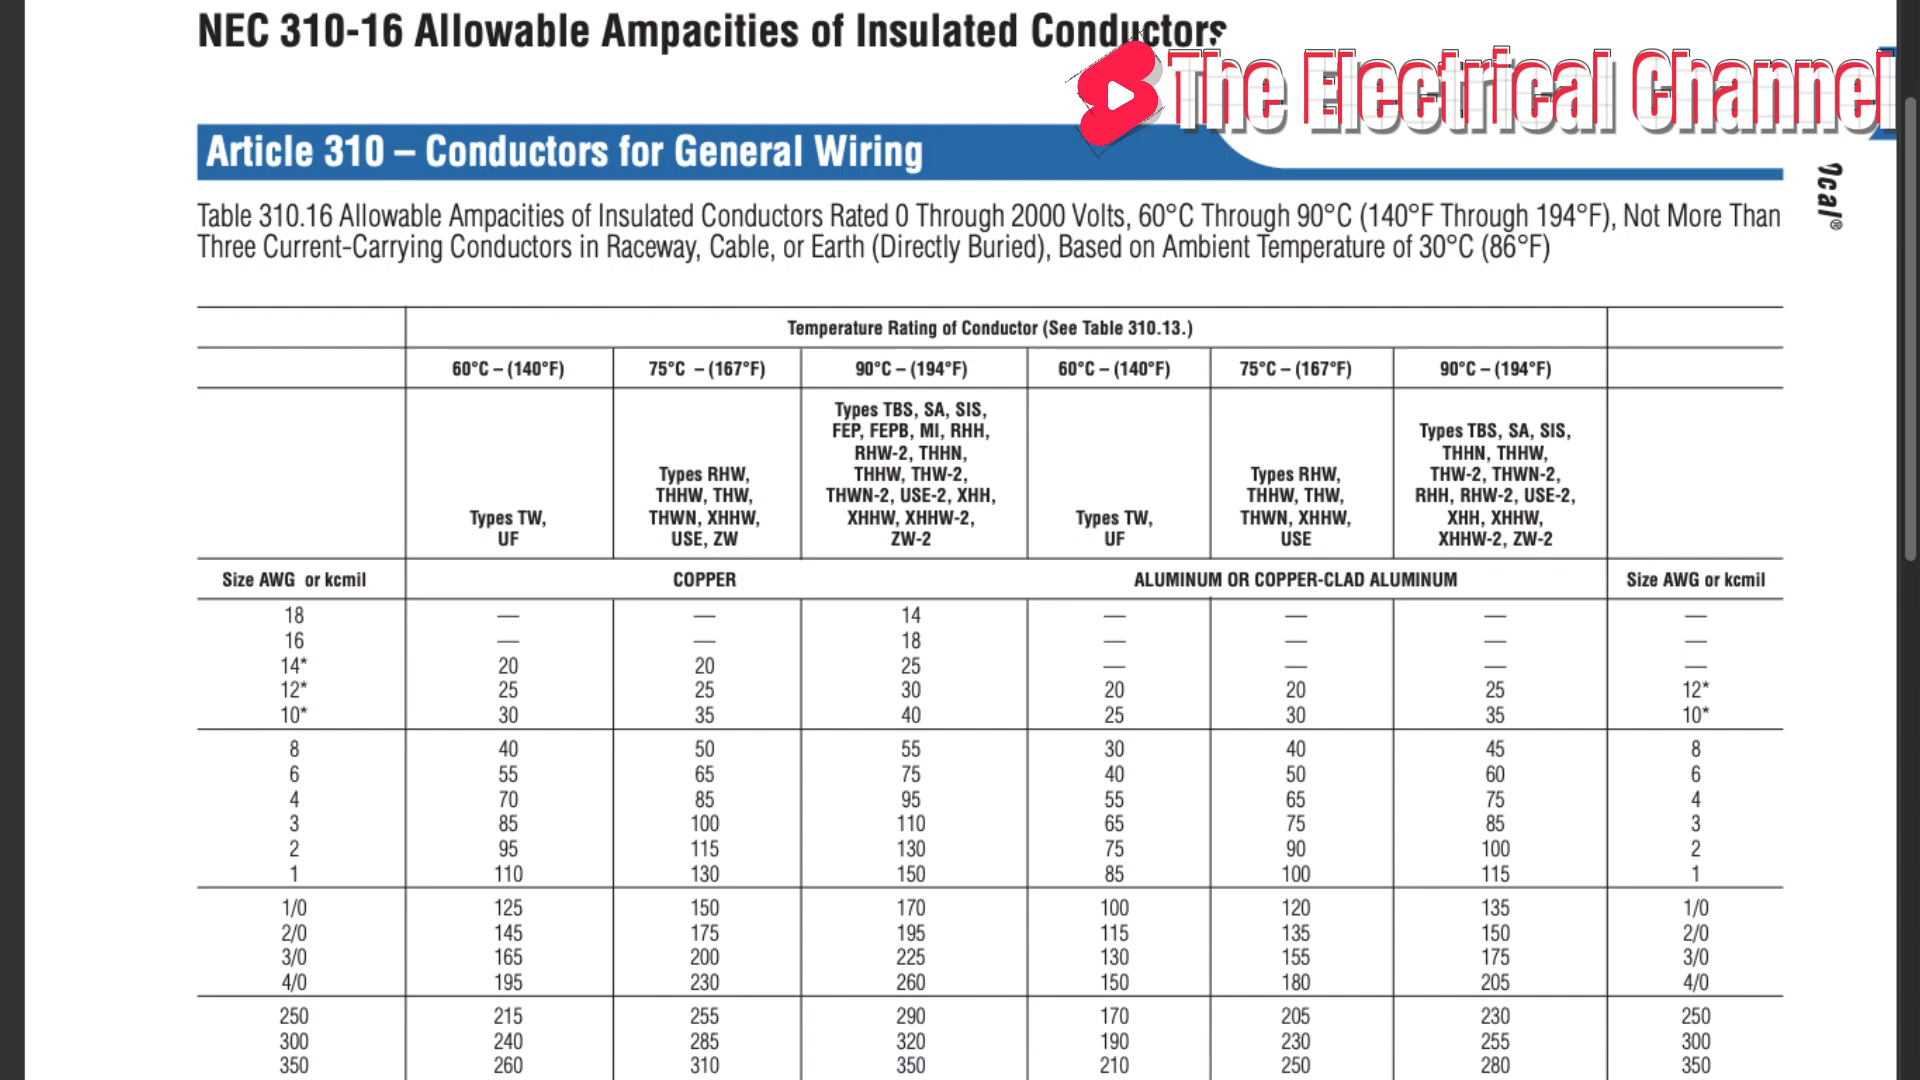 NEC 310-16 Allowable Ampacities of Insulated Conductors
The Electrical Channel
Article 310 – Conductors for General Wiring
ical®
Table 310.16 Allowable Ampacities of Insulated Conductors Rated 0 Through 2000 Volts, 60°C Through 90°C (140°F Through 194°F), Not More Than
Three Current-Carrying Conductors in Raceway, Cable, or Earth (Directly Buried), Based on Ambient Temperature of 30°C (86°F)
Temperature Rating of Conductor (See Table 310.13.)
60°C – (140°F) 75°C – (167°F) 90°C – (194°F) 60°C – (140°F) 75°C – (167°F) 90°C – (194°F)
Types TW,
UF
Types RHW,
THHW, THW,
THWN, XHHW,
USE, ZW
Types TBS, SA, SIS,
FEP, FEPB, MI, RHH,
RHW-2, THHN,
THHW, THW-2,
THWN-2, USE-2, XHH,
XHHW, XHHW-2,
ZW-2
Types TW,
UF
Types RHW,
THHW, THW,
THWN, XHHW,
USE
Types TBS, SA, SIS,
THHN, THHW,
THW-2, THWN-2,
RHH, RHW-2, USE-2,
XHH, XHHW,
XHHW-2, ZW-2
Size AWG or kcmil COPPER ALUMINUM OR COPPER-CLAD ALUMINUM Size AWG or kcmil
18 — — 14 — — — —
16 — — 18 — — — —
14* 20 20 25 — — — —
12* 25 25 30 20 20 25 12*
10* 30 35 40 25 30 35 10*
8 40 50 55 30 40 45 8
6 55 65 75 40 50 60 6
4 70 85 95 55 65 75 4
3 85 100 110 65 75 85 3
2 95 115 130 75 90 100 2
1 110 130 150 85 100 115 1
1/0 125 150 170 100 120 135 1/0
2/0 145 175 195 115 135 150 2/0
3/0 165 200 225 130 155 175 3/0
4/0 195 230 260 150 180 205 4/0
250 215 255 290 170 205 230 250
300 240 285 320 190 230 255 300
350 260 310 350 210 250 280 350